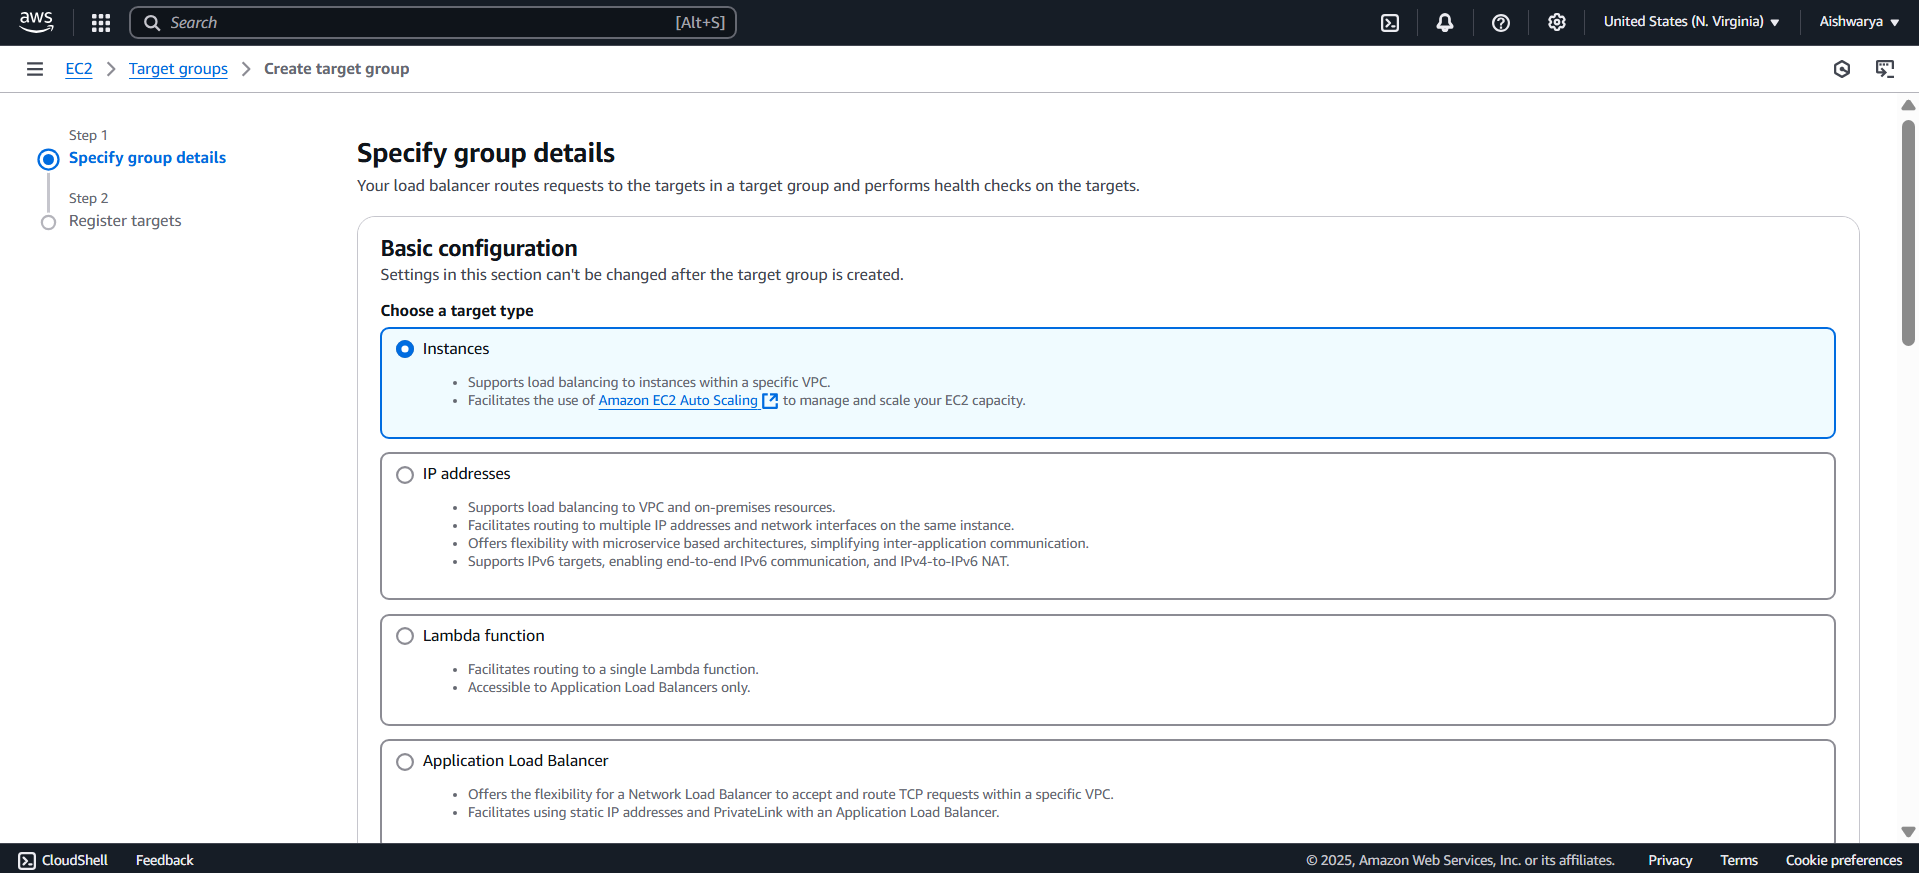 aws
Search [Alt+S]
United States (N. Virginia)
Aishwarya
EC2 Target groups Create target group
Step 1
Specify group details
Step 2
Register targets
Specify group details
Your load balancer routes requests to the targets in a target group and performs health checks on the targets.
Basic configuration
Settings in this section can't be changed after the target group is created.
Choose a target type
Instances
• Supports load balancing to instances within a specific VPC.
• Facilitates the use of Amazon EC2 Auto Scaling to manage and scale your EC2 capacity.
IP addresses
• Supports load balancing to VPC and on-premises resources.
• Facilitates routing to multiple IP addresses and network interfaces on the same instance.
• Offers flexibility with microservice based architectures, simplifying inter-application communication.
• Supports IPv6 targets, enabling end-to-end IPv6 communication, and IPv4-to-IPv6 NAT.
Lambda function
• Facilitates routing to a single Lambda function.
• Accessible to Application Load Balancers only.
Application Load Balancer
• Offers the flexibility for a Network Load Balancer to accept and route TCP requests within a specific VPC.
• Facilitates using static IP addresses and PrivateLink with an Application Load Balancer.
CloudShell Feedback © 2025, Amazon Web Services, Inc. or its affiliates. Privacy Terms Cookie preferences